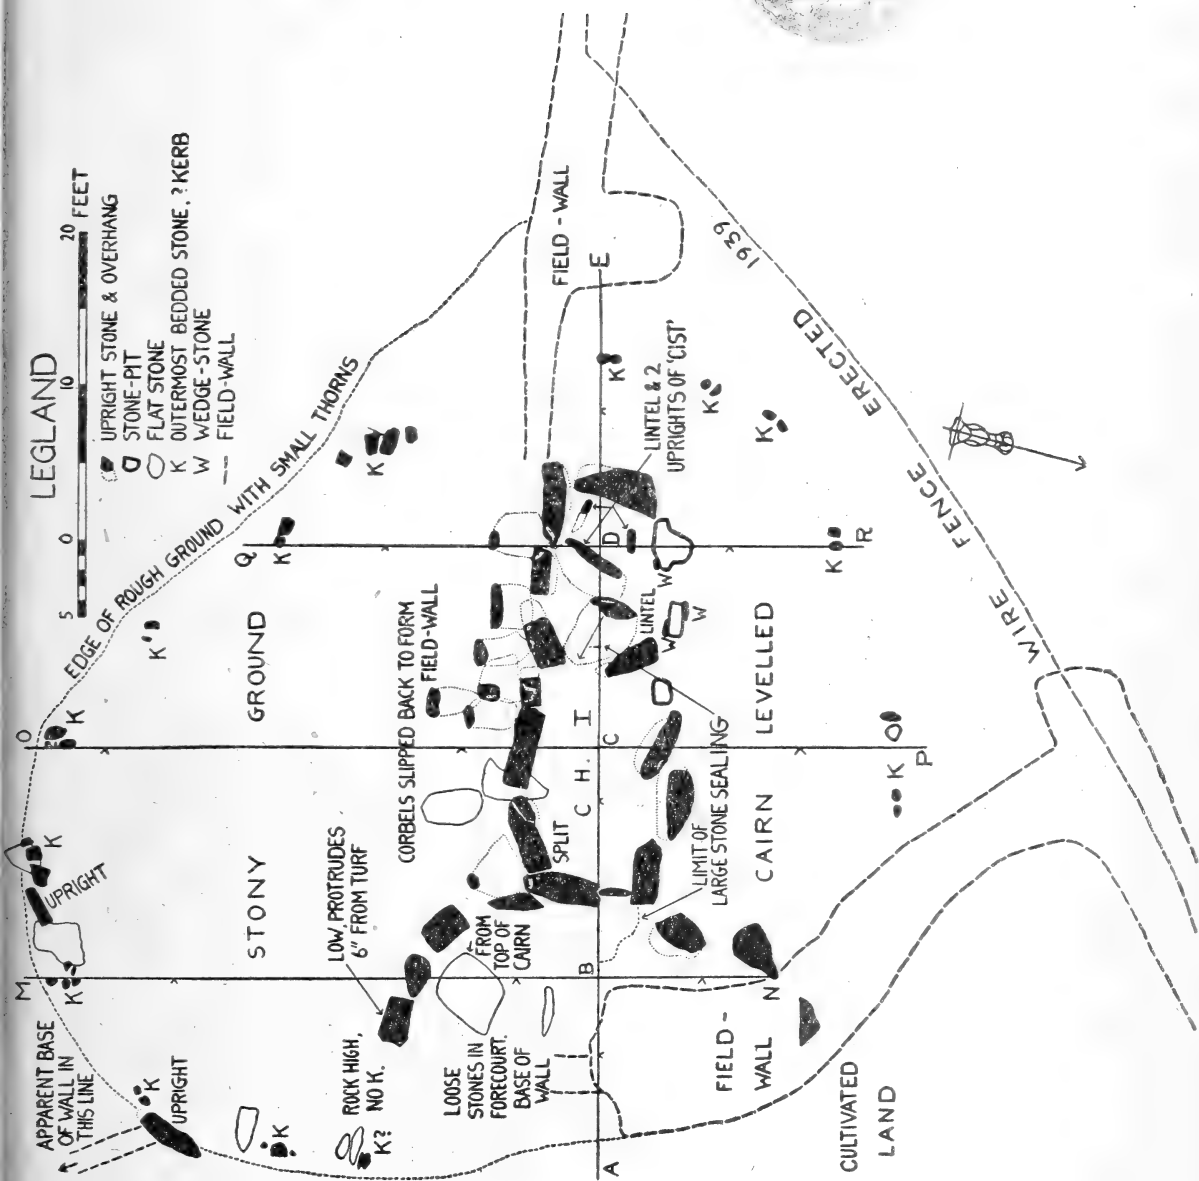 LEGLAND
5 0 10 20 FEET
UPRIGHT STONE & OVERHANG
STONE-PIT
FLAT STONE
K OUTERMOST BEDDED STONE, ? KERB
W WEDGE-STONE
FIELD-WALL
EDGE OF ROUGH GROUND WITH SMALL THORNS
STONY GROUND
CORBELS SLIPPED BACK TO FORM
FIELD-WALL
LOW, PROTRUDES
6" FROM TURF
FROM
TOP OF
CAIRN
SPLIT
LOOSE
STONES IN
FORECOURT.
BASE OF
WALL
ROCK HIGH,
NO K.
K?
APPARENT BASE
OF WALL IN
THIS LINE
UPRIGHT
UPRIGHT
K
K
K
K
K
K
K
K
K
K
K
K
K
K
M
N
O
P
Q
R
A
B
C
D
E
C H. I
FIELD-WALL
LINTEL & 2
UPRIGHTS OF 'CIST'
LINTEL
W
W
W
LIMIT OF
LARGE STONE SEALING
CAIRN LEVELLED
FIELD-
WALL
CULTIVATED
LAND
WIRE FENCE ERECTED 1939